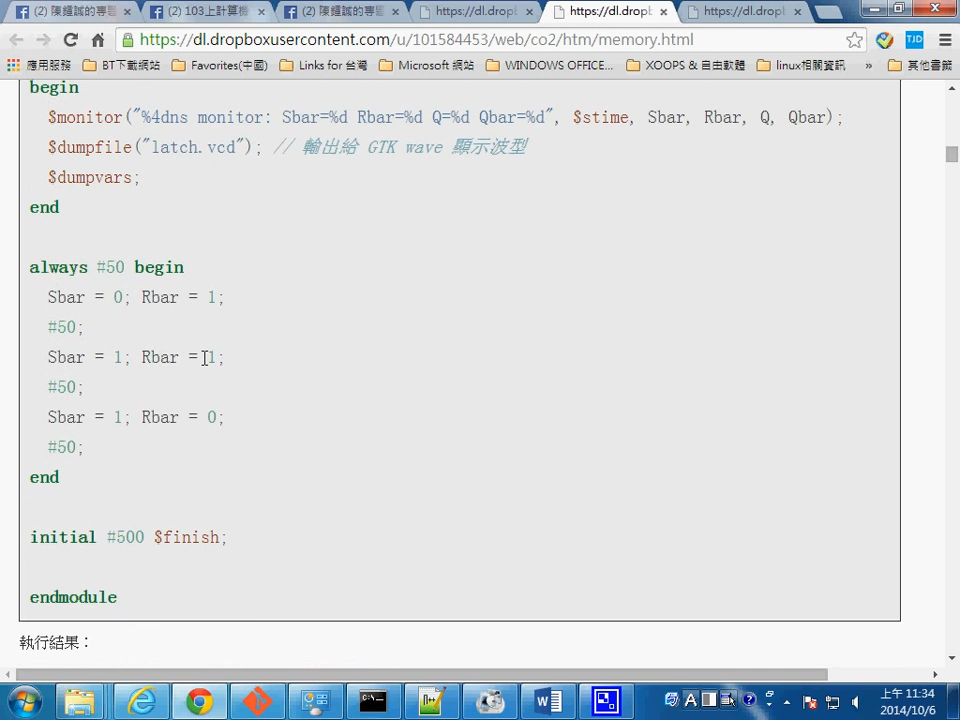 (2) 陳鍾誠的專
(2) 103上計算機
(2) 陳鍾誠的專
https://dl.dropb
https://dl.dropb
https://dl.dropb
https://dl.dropboxusercontent.com/u/101584453/web/co2/htm/memory.html
應用服務 BT下載網站 Favorites(中國) Links for 台灣 Microsoft 網站 WINDOWS OFFICE... XOOPS & 自由軟體 linux相關資訊 » 其他書籤
begin
$monitor("%4dns monitor: Sbar=%d Rbar=%d Q=%d Qbar=%d", $stime, Sbar, Rbar, Q, Qbar);
$dumpfile("latch.vcd"); // 輸出給 GTK wave 顯示波型
$dumpvars;
end
always #50 begin
Sbar = 0; Rbar = 1;
#50;
Sbar = 1; Rbar = 1;
#50;
Sbar = 1; Rbar = 0;
#50;
end
initial #500 $finish;
endmodule
執行結果：
上午 11:34
2014/10/6